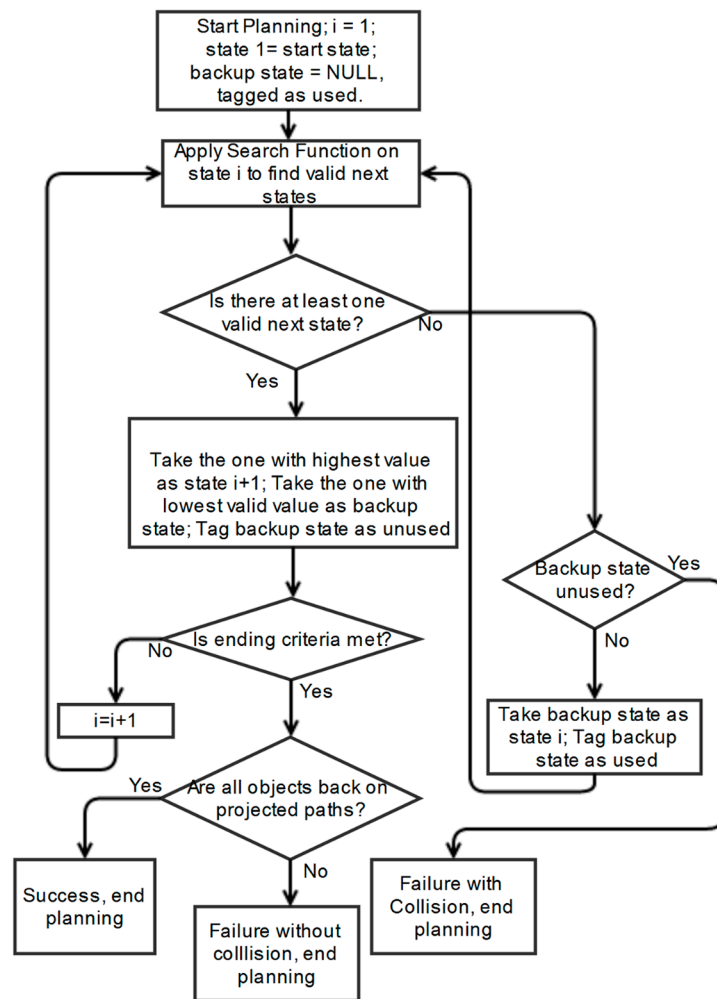 Start Planning; i = 1;
state 1= start state;
backup state = NULL,
tagged as used.
Apply Search Function on
state i to find valid next
states
Is there at least one
valid next state?
No
Yes
Take the one with highest value
as state i+1; Take the one with
lowest valid value as backup
state; Tag backup state as unused
Backup state
unused?
Yes
No
Is ending criteria met?
No
Yes
i=i+1
Take backup state as
state i; Tag backup
state as used
Are all objects back on
projected paths?
Yes
No
Success, end
planning
Failure without
colllision, end
planning
Failure with
Collision, end
planning